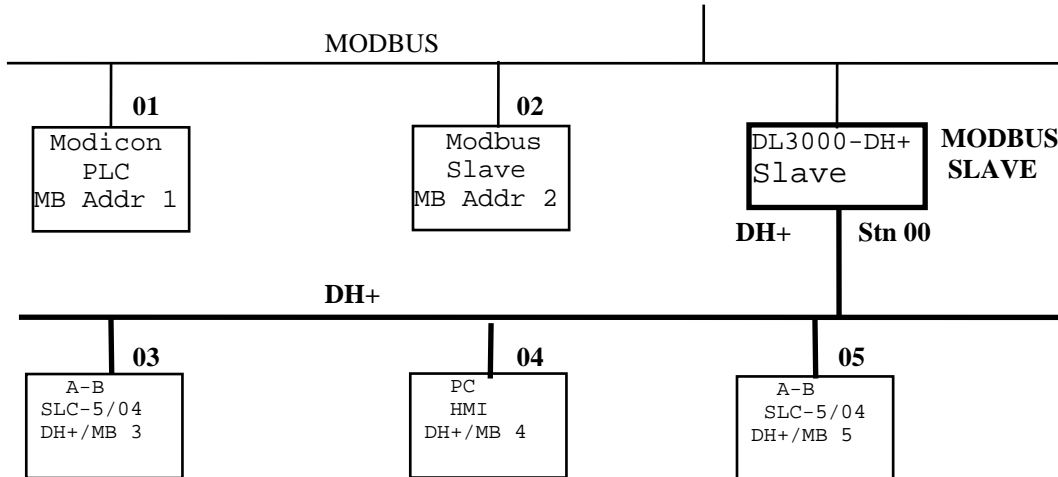 MODBUS
01
02
Modicon
PLC
MB Addr 1
Modbus
Slave
MB Addr 2
DL3000-DH+
Slave
MODBUS
SLAVE
DH+ Stn 00
DH+
03
04
05
A-B
SLC-5/04
DH+/MB 3
PC
HMI
DH+/MB 4
A-B
SLC-5/04
DH+/MB 5